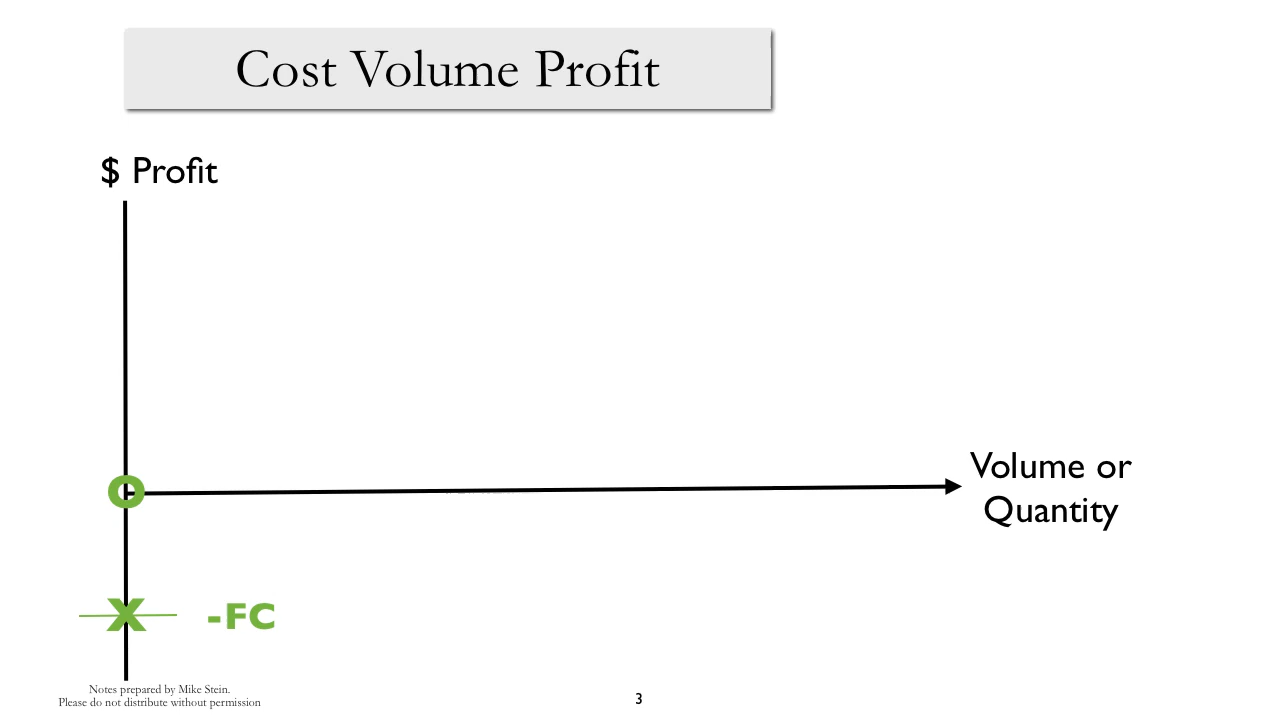 Cost Volume Profit
$ Profit
Volume or
Quantity
O
X
-FC
Notes prepared by Mike Stein.
Please do not distribute without permission
3